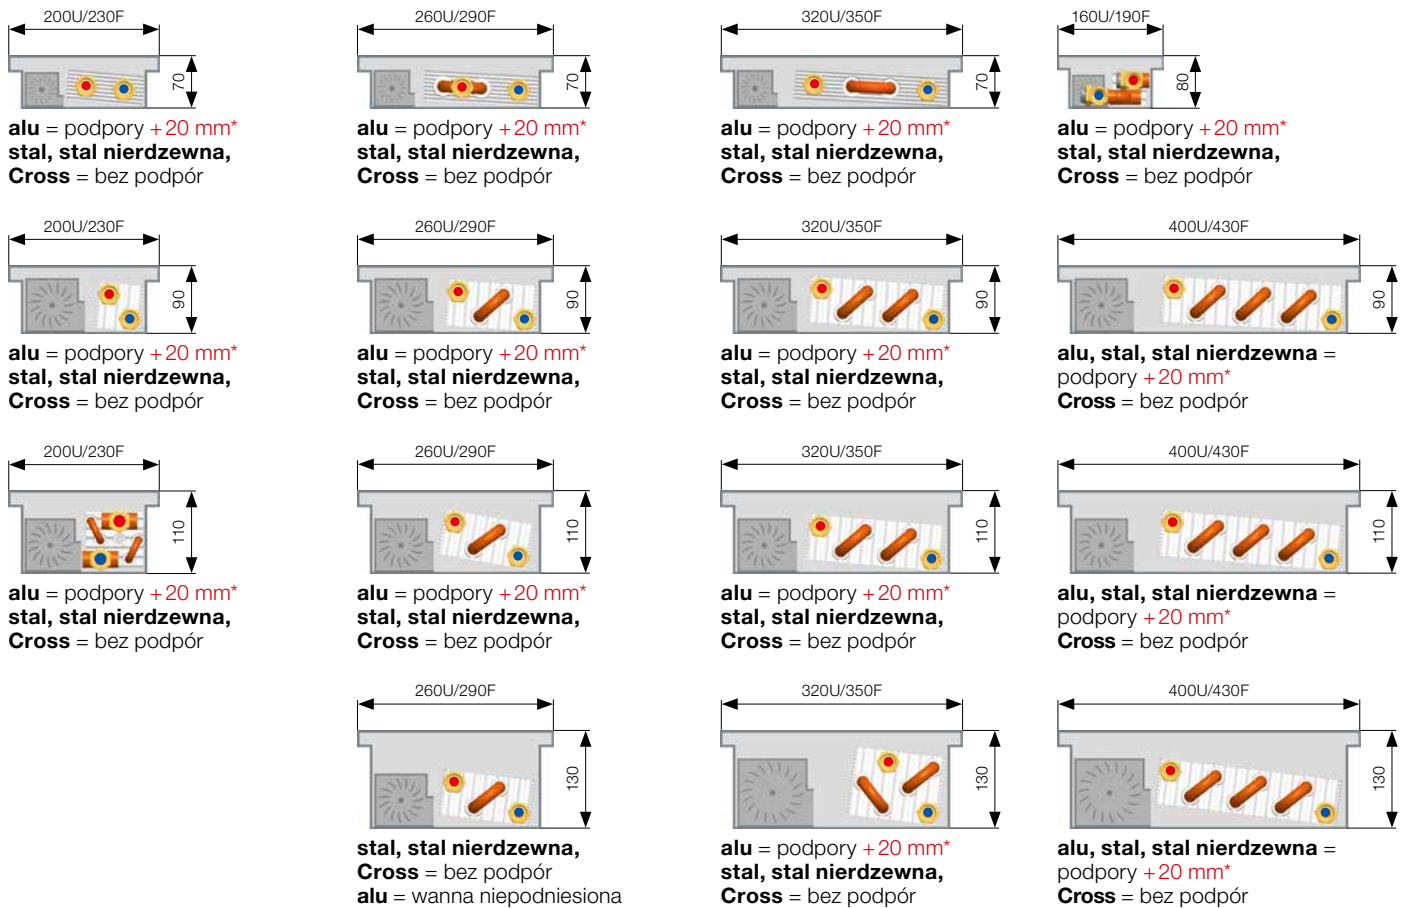 200U/230F
70
alu = podpory +20 mm*
stal, stal nierdzewna,
Cross = bez podpór
260U/290F
70
alu = podpory +20 mm*
stal, stal nierdzewna,
Cross = bez podpór
320U/350F
70
alu = podpory +20 mm*
stal, stal nierdzewna,
Cross = bez podpór
160U/190F
80
alu = podpory +20 mm*
stal, stal nierdzewna,
Cross = bez podpór
200U/230F
90
alu = podpory +20 mm*
stal, stal nierdzewna,
Cross = bez podpór
260U/290F
90
alu = podpory +20 mm*
stal, stal nierdzewna,
Cross = bez podpór
320U/350F
90
alu = podpory +20 mm*
stal, stal nierdzewna,
Cross = bez podpór
400U/430F
90
alu, stal, stal nierdzewna =
podpory +20 mm*
Cross = bez podpór
200U/230F
110
alu = podpory +20 mm*
stal, stal nierdzewna,
Cross = bez podpór
260U/290F
110
alu = podpory +20 mm*
stal, stal nierdzewna,
Cross = bez podpór
320U/350F
110
alu = podpory +20 mm*
stal, stal nierdzewna,
Cross = bez podpór
400U/430F
110
alu, stal, stal nierdzewna =
podpory +20 mm*
Cross = bez podpór
260U/290F
130
stal, stal nierdzewna,
Cross = bez podpór
alu = wanna niepodniesiona
320U/350F
130
alu = podpory +20 mm*
stal, stal nierdzewna,
Cross = bez podpór
400U/430F
130
alu, stal, stal nierdzewna =
podpory +20 mm*
Cross = bez podpór